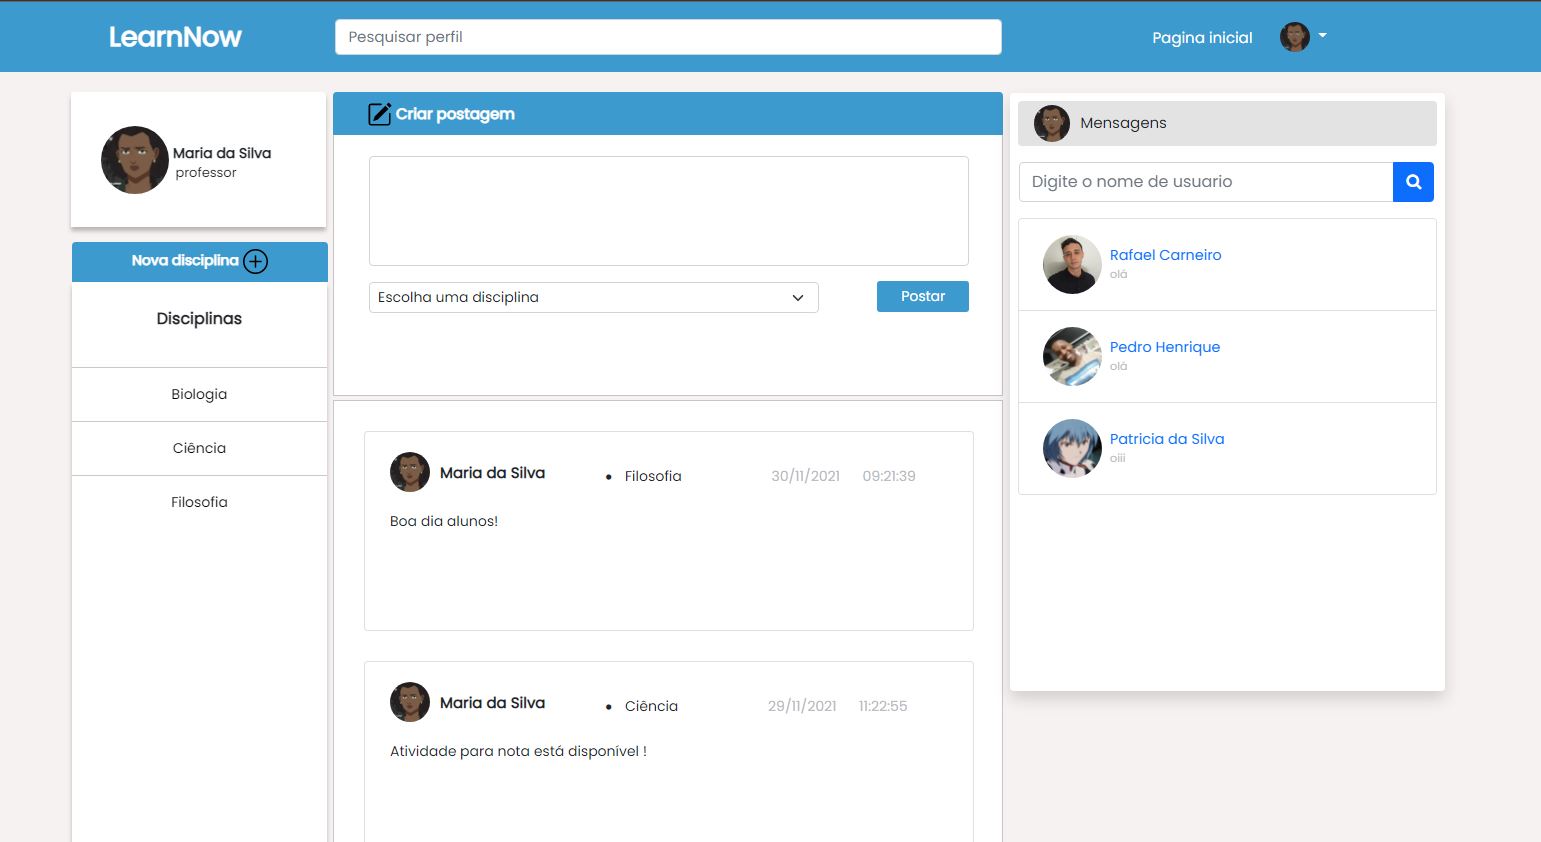 LearnNow
Pesquisar perfil
Pagina inicial
Maria da Silva
professor
Nova disciplina
Disciplinas
Biologia
Ciência
Filosofia
Criar postagem
Escolha uma disciplina
Postar
Maria da Silva
Filosofia
30/11/2021
09:21:39
Boa dia alunos!
Maria da Silva
Ciência
29/11/2021
11:22:55
Atividade para nota está disponível !
Mensagens
Digite o nome de usuario
Rafael Carneiro
olá
Pedro Henrique
olá
Patricia da Silva
oiii